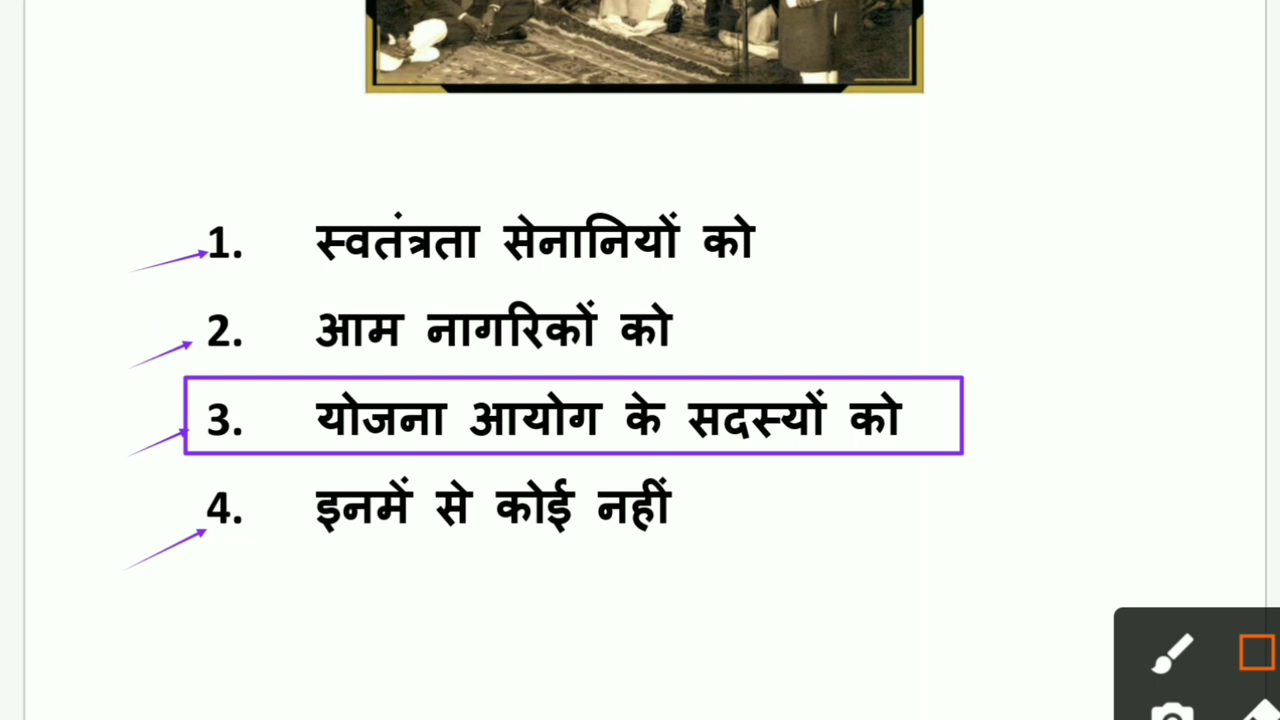 1. स्वतंत्रता सेनानियों को
2. आम नागरिकों को
3. योजना आयोग के सदस्यों को
4. इनमें से कोई नहीं